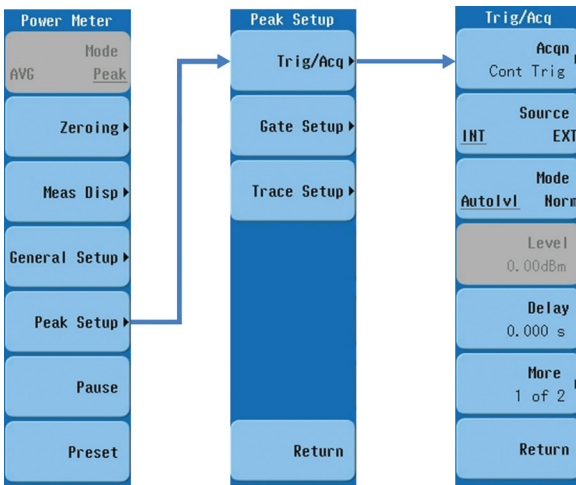 Power Meter
Mode
AVG Peak
Zeroing
Meas Disp
General Setup
Peak Setup
Pause
Preset
Peak Setup
Trig/Acq
Gate Setup
Trace Setup
Return
Trig/Acq
Acqn
Cont Trig
Source
INT EXT
Mode
Autolvl Norm
Level
0.00dBm
Delay
0.000 s
More
1 of 2
Return